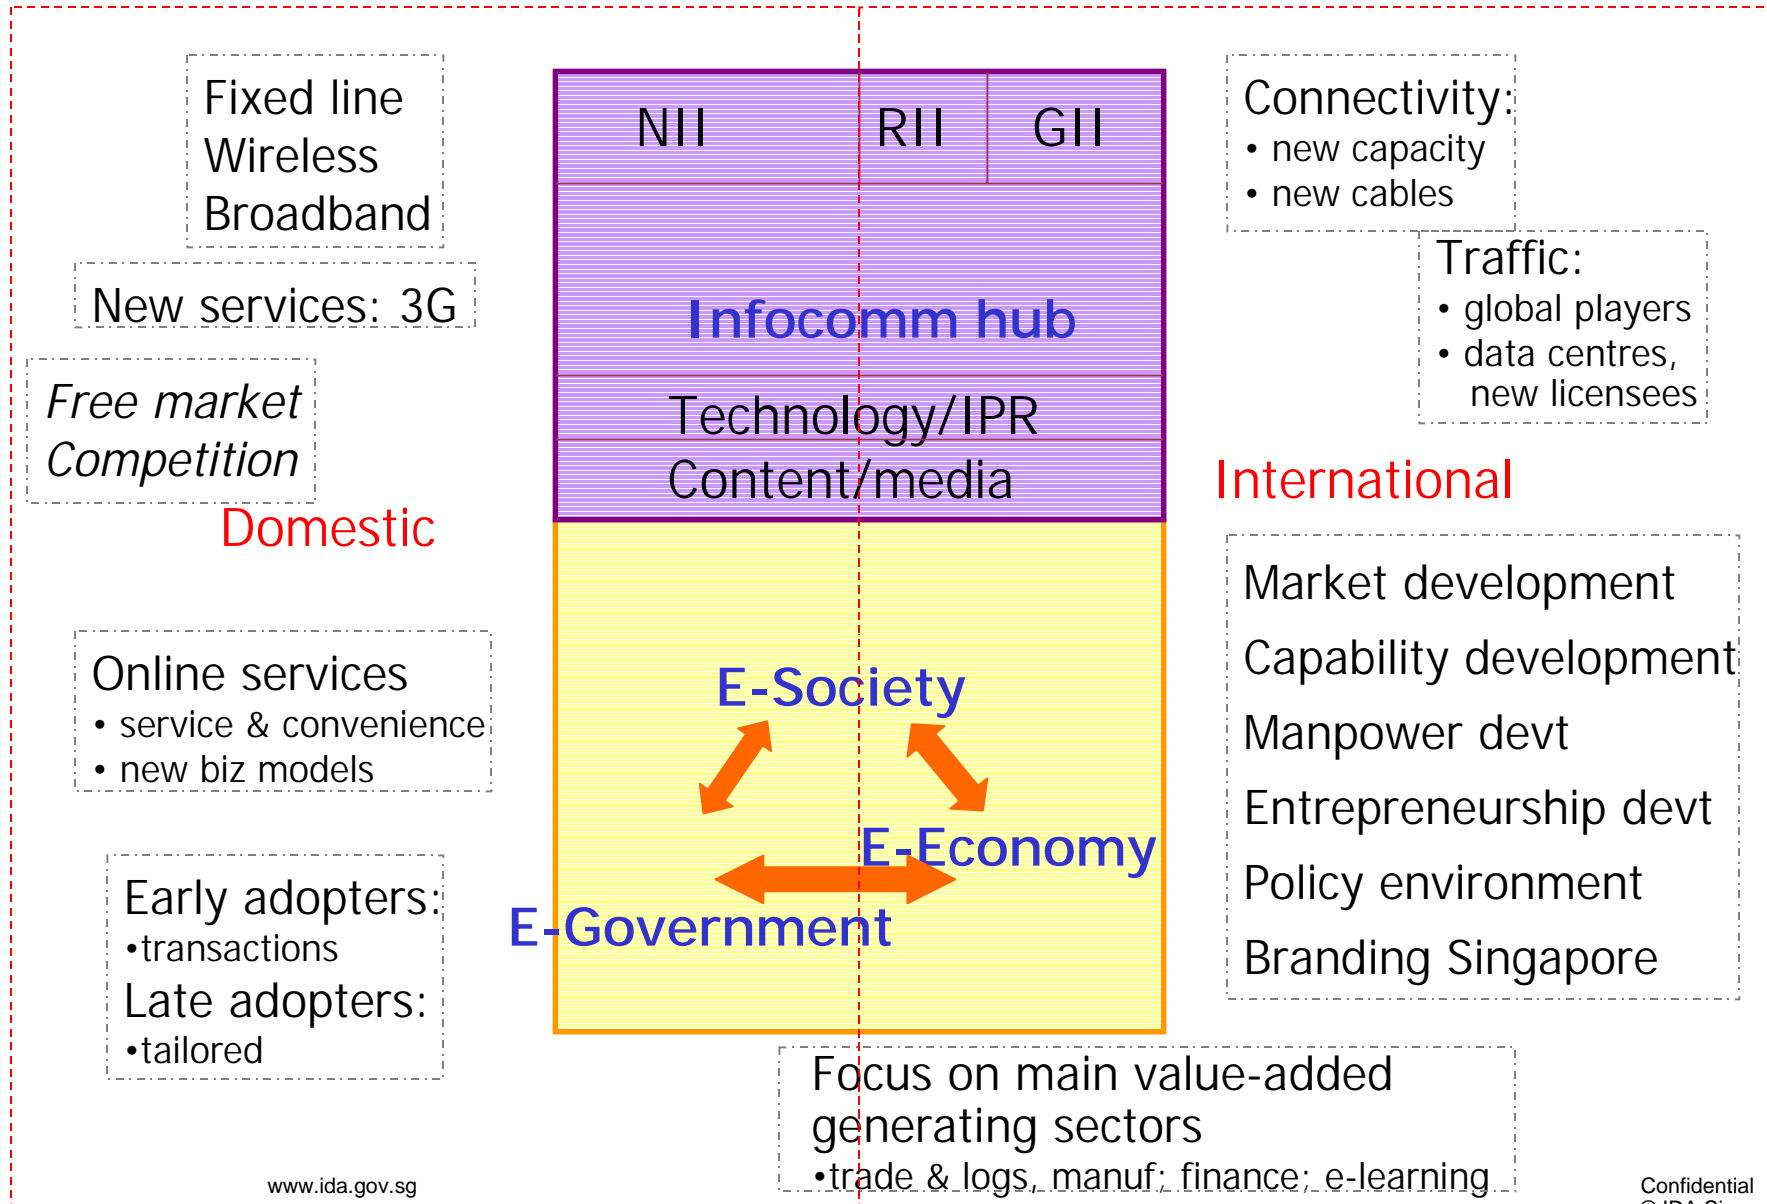 Fixed line
Wireless
Broadband
New services: 3G
Free market
Competition
Domestic
Online services
• service & convenience
• new biz models
Early adopters:
•transactions
Late adopters:
•tailored
NII RII GII
Infocomm hub
Technology/IPR
Content/media
E-Society
E-Economy
E-Government
Connectivity:
• new capacity
• new cables
Traffic:
• global players
• data centres,
new licensees
International
Market development
Capability development
Manpower devt
Entrepreneurship devt
Policy environment
Branding Singapore
Focus on main value-added
generating sectors
•trade & logs, manuf; finance; e-learning
www.ida.gov.sg
Confidential
© IDA